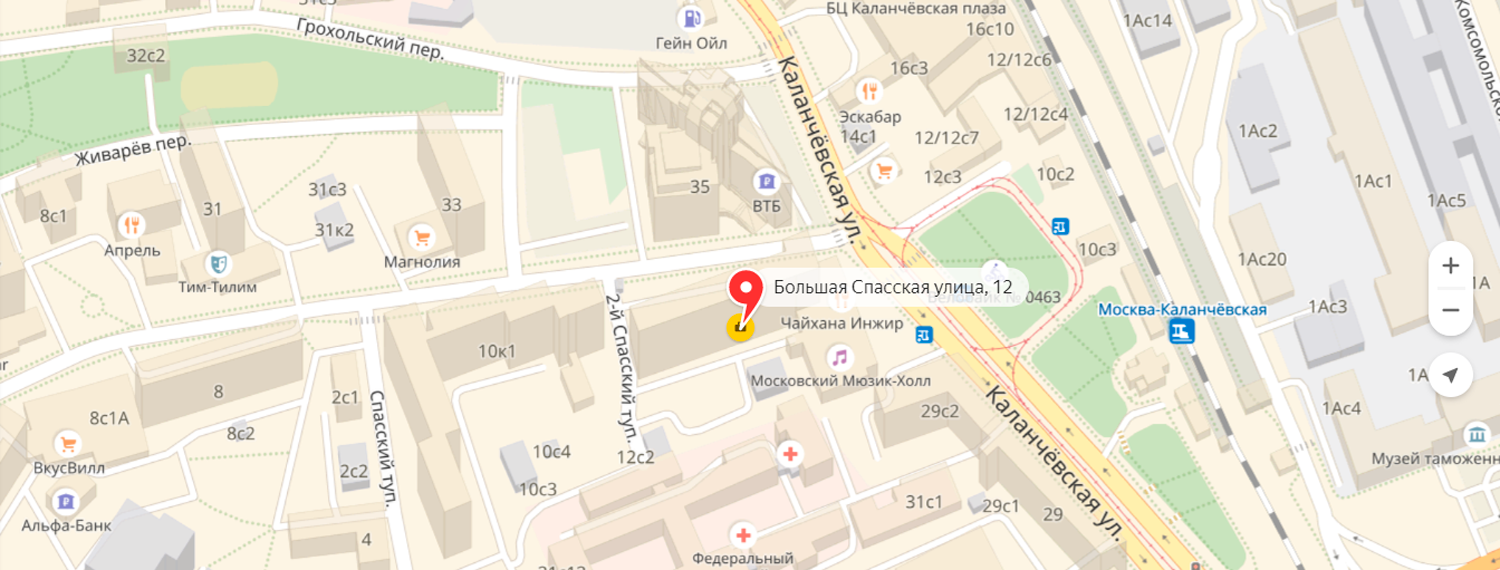 31с3
БЦ Каланчёвская плаза
1Ас14
Грохольский пер.
Гейн Ойл
16с10
32с2
12/12с6
16с3
Каланчёвская ул.
Эскабар
14с1
12/12с4
12/12с7
1Ас2
Живарёв пер.
12с3
10с2
1Ас1
31с3
35
ВТБ
33
31
8с1
1Ас5
31к2
Апрель
Магнолия
10с3
1Ас20
Тим-Тилим
Большая Спасская улица, 12
0463
2-й Спасский туп.
Чайхана Инжир
Москва-Каланчёвская
1Ас3
10к1
Московский Мюзик-Холл
8
2с1
8с1А
8с2
Спасский туп.
29с2
Каланчёвская ул.
1Ас4
ВкусВилл
2с2
10с4
12с2
10с3
Музей таможенн
Альфа-Банк
31с1
29с1
29
4
Федеральный